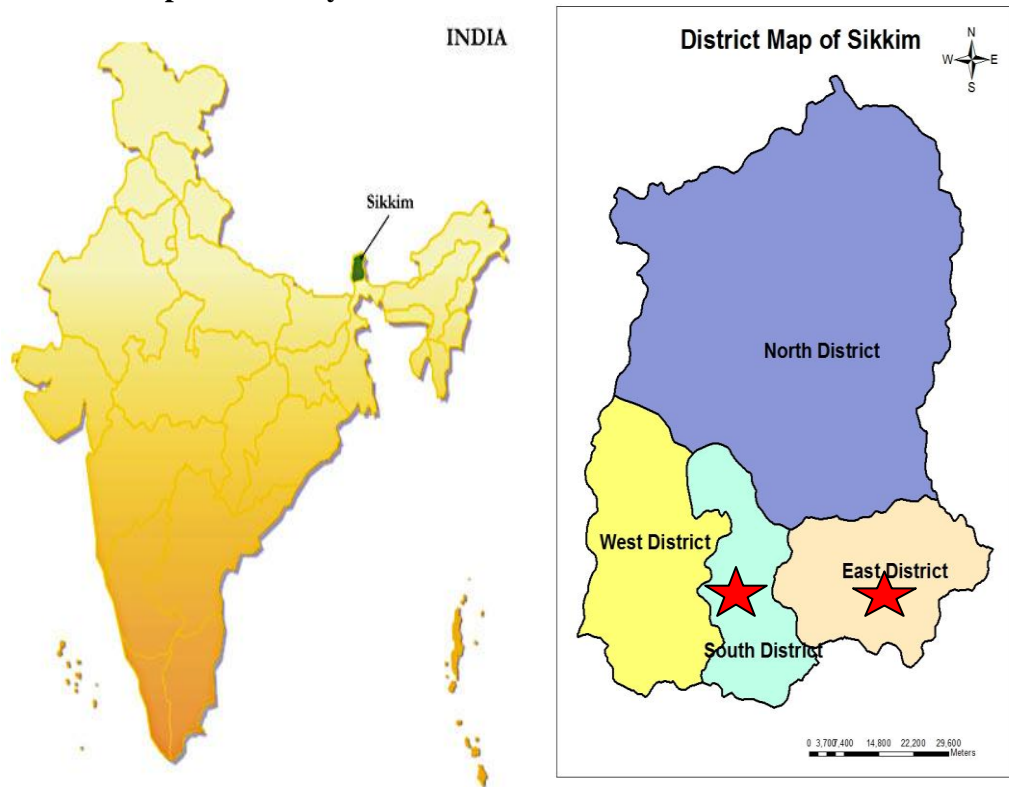 INDIA
Sikkim
District Map of Sikkim
N
W E
S
North District
West District
East District
South District
0 3,700 7,400 14,800 22,200 29,600
Meters